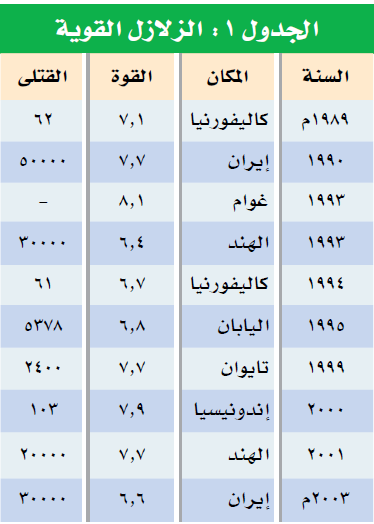 الجدول ١ : الزلازل القوية
السنة المكان القوة القتلى
١٩٨٩م كاليفورنيا ٧,١ ٦٢
١٩٩٠ إيران ٧,٧ ٥٠٠٠٠
١٩٩٣ غوام ٨,١ -
١٩٩٣ الهند ٦,٤ ٣٠٠٠٠
١٩٩٤ كاليفورنيا ٦,٧ ٦١
١٩٩٥ اليابان ٦,٨ ٥٣٧٨
١٩٩٩ تايوان ٧,٧ ٢٤٠٠
٢٠٠٠ إندونيسيا ٧,٩ ١٠٣
٢٠٠١ الهند ٧,٧ ٢٠٠٠٠
٢٠٠٣م إيران ٦,٦ ٣٠٠٠٠